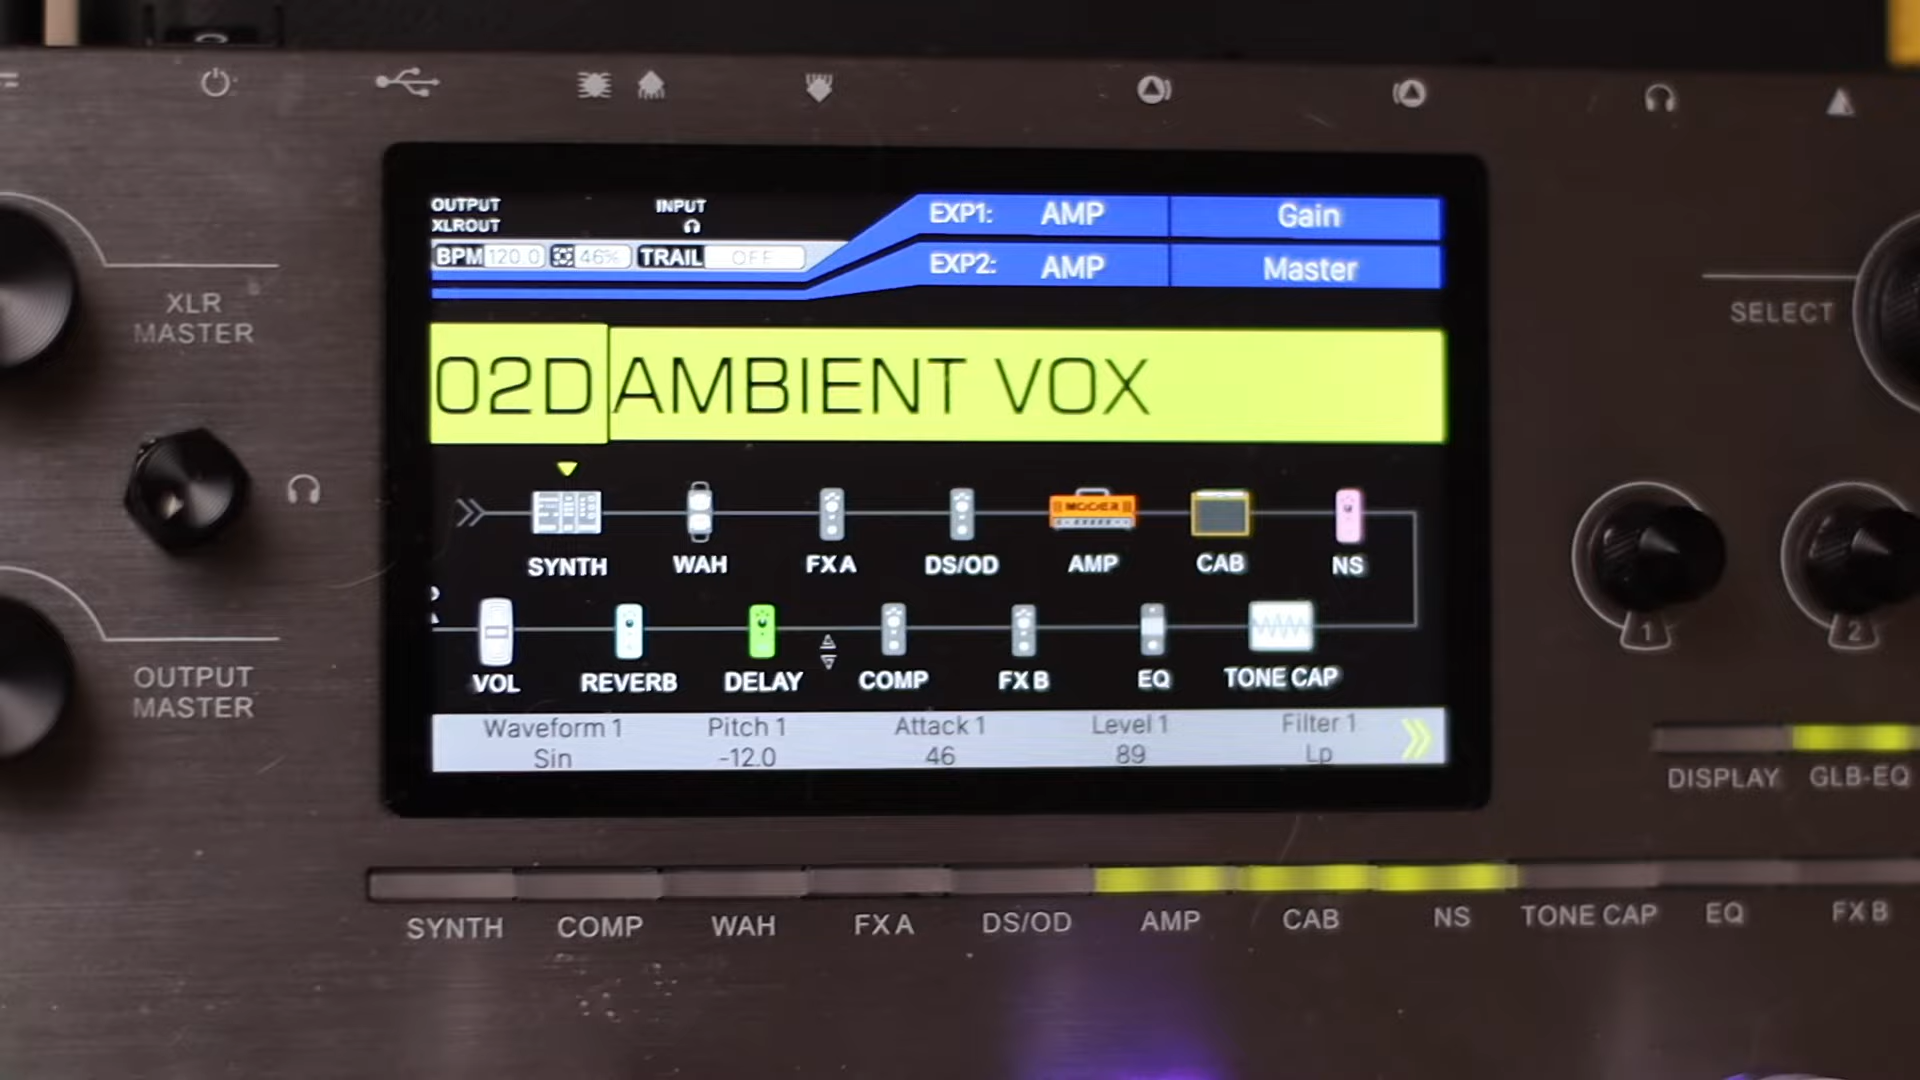 OUTPUT INPUT
XLROUT
BPM 120.0 46% TRAIL OFF
EXP1: AMP Gain
EXP2: AMP Master
02D AMBIENT VOX
MOOER
SYNTH WAH FX A DS/OD AMP CAB NS
VOL REVERB DELAY COMP FX B EQ TONE CAP
Waveform 1 Pitch 1 Attack 1 Level 1 Filter 1
Sin -12.0 46 89 Lp
XLR
MASTER
OUTPUT
MASTER
SELECT
1 2
DISPLAY GLB-EQ
SYNTH COMP WAH FX A DS/OD AMP CAB NS TONE CAP EQ FX B